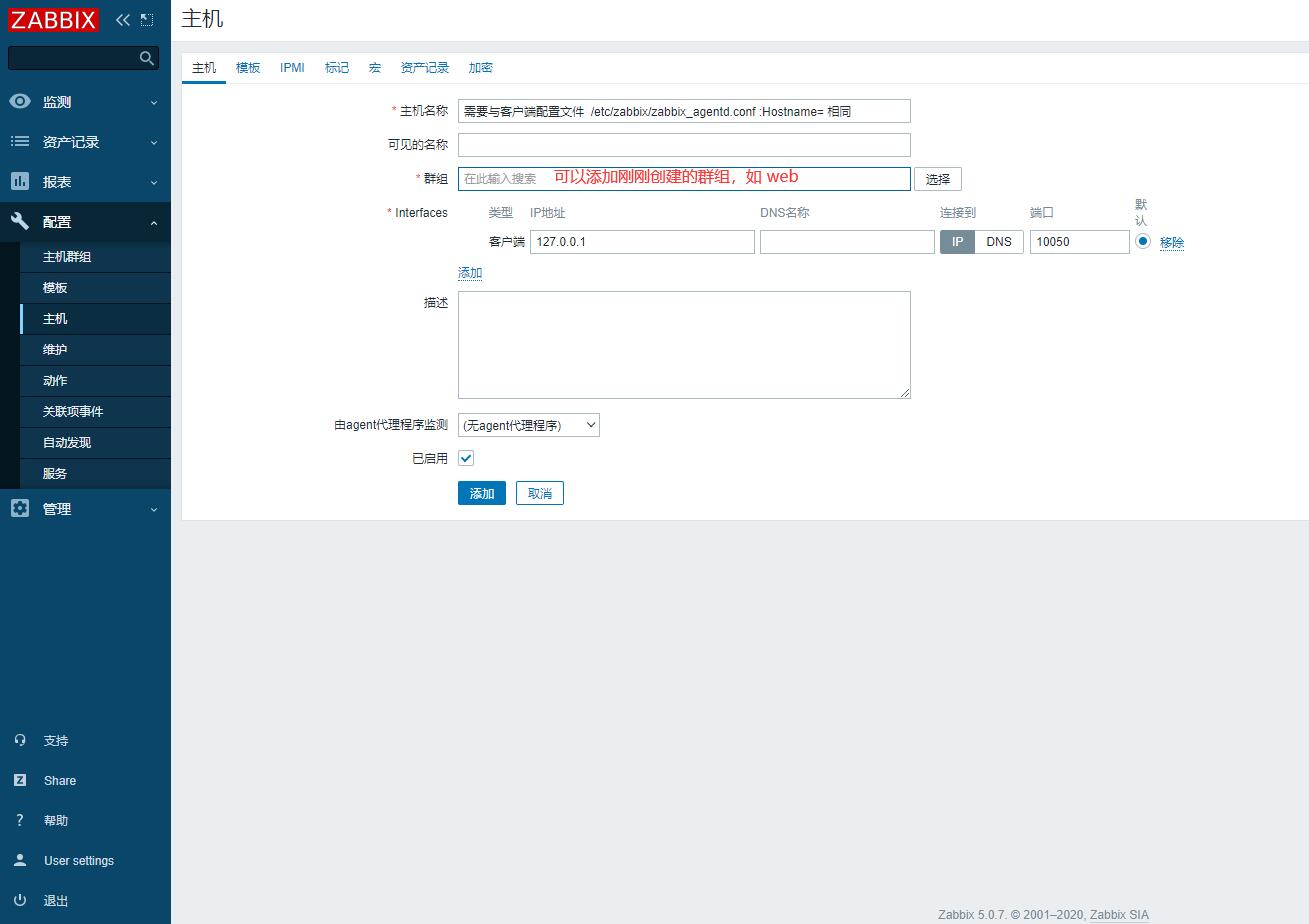 ZABBIX
监测
资产记录
报表
配置
主机群组
模板
主机
维护
动作
关联项事件
自动发现
服务
管理
支持
Share
帮助
User settings
退出
主机
主机 模板 IPMI 标记 宏 资产记录 加密
* 主机名称 需要与客户端配置文件 /etc/zabbix/zabbix_agentd.conf :Hostname= 相同
可见的名称
* 群组 在此输入搜索 可以添加刚刚创建的群组，如 web 选择
* Interfaces 类型 IP地址 DNS名称 连接到 端口 默认
客户端 127.0.0.1 IP DNS 10050 移除
添加
描述
由agent代理程序监测 (无agent代理程序)
已启用
添加 取消
Zabbix 5.0.7. © 2001–2020, Zabbix SIA